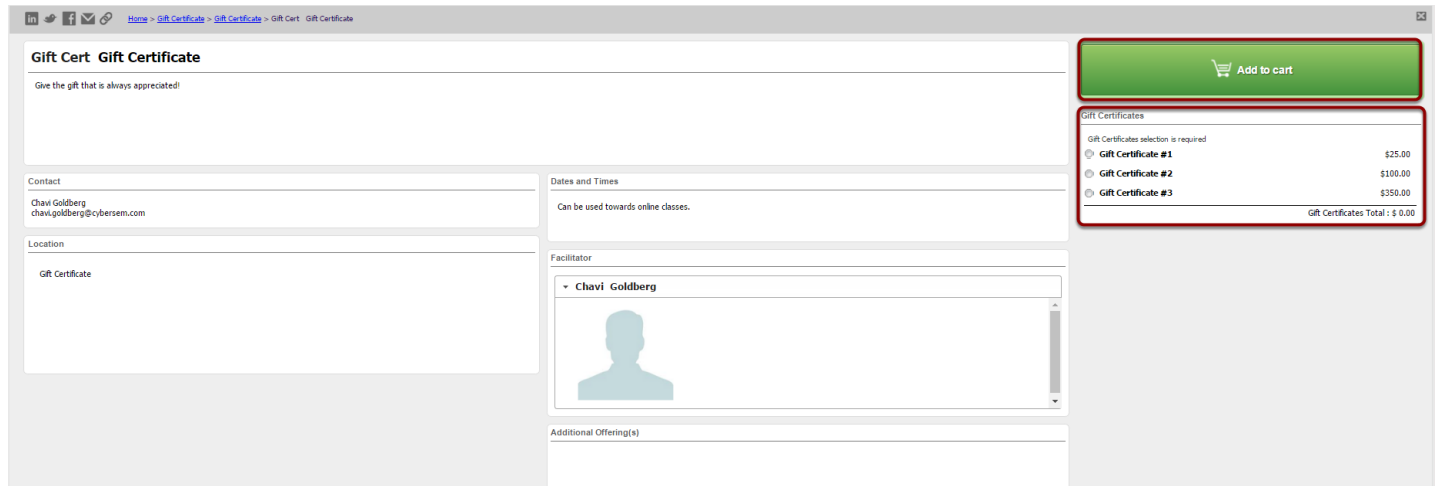 Home > Gift Certificate > Gift Certificate > Gift Cert Gift Certificate
Gift Cert Gift Certificate
Give the gift that is always appreciated!
Contact
Chavi Goldberg
chavi.goldberg@cybersem.com
Location
Gift Certificate
Dates and Times
Can be used towards online classes.
Facilitator
Chavi Goldberg
Additional Offering(s)
Add to cart
Gift Certificates
Gift Certificates selection is required
Gift Certificate #1 $25.00
Gift Certificate #2 $100.00
Gift Certificate #3 $350.00
Gift Certificates Total : $ 0.00